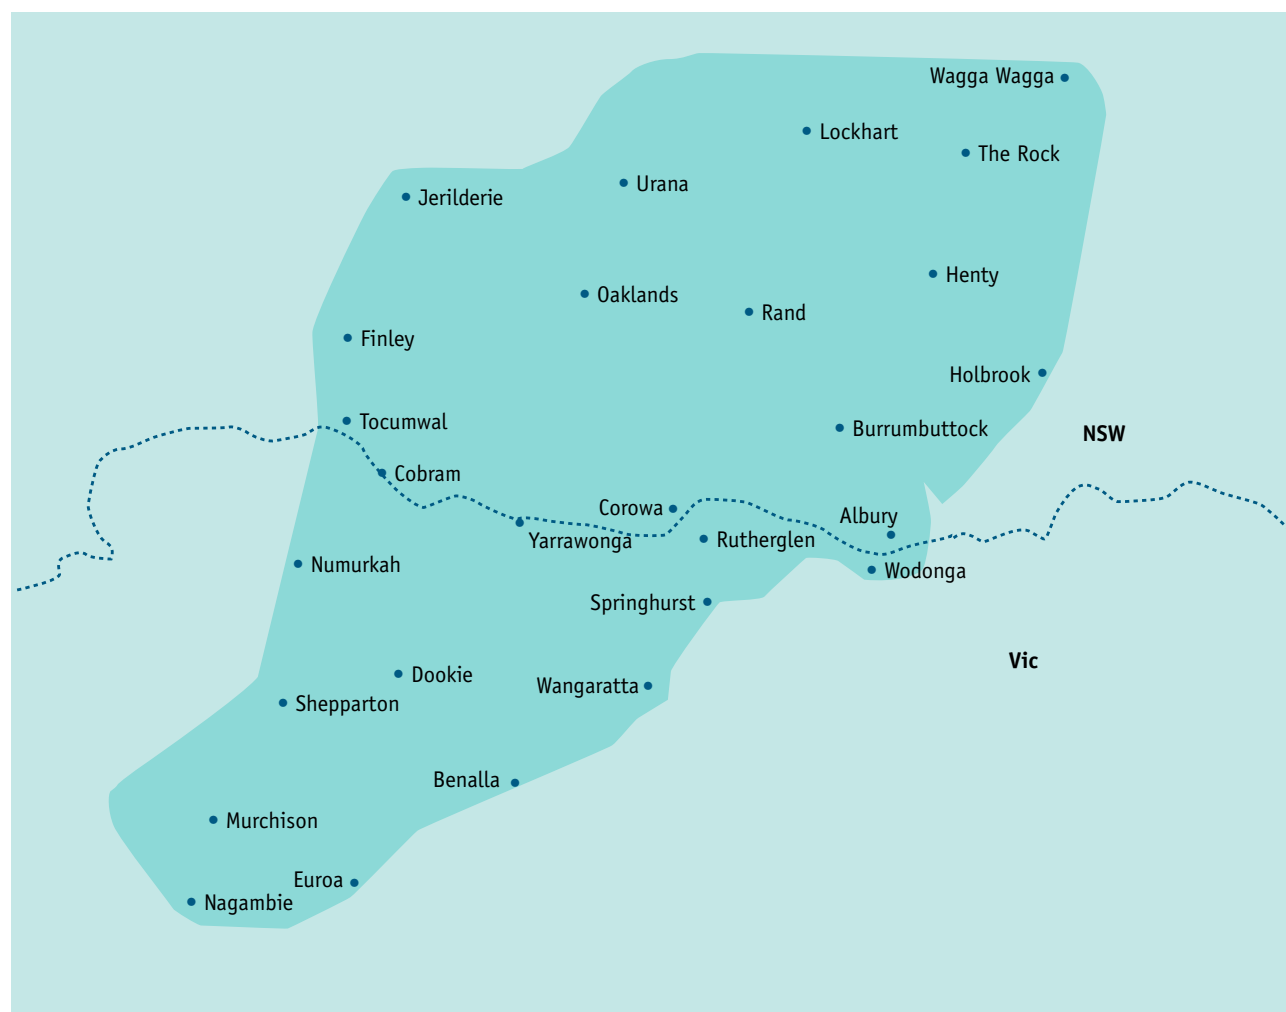 Wagga Wagga
Lockhart
The Rock
Urana
Jerilderie
Henty
Oaklands
Rand
Finley
Holbrook
Tocumwal
Burrumbuttock
NSW
Cobram
Corowa
Albury
Yarrawonga
Rutherglen
Numurkah
Wodonga
Springhurst
Vic
Dookie
Wangaratta
Shepparton
Benalla
Murchison
Euroa
Nagambie